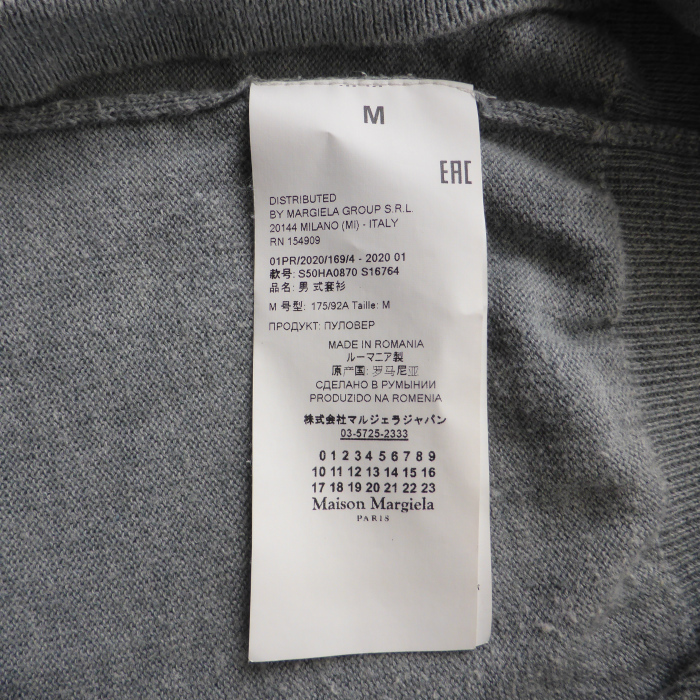 M
EAC
DISTRIBUTED
BY MARGIELA GROUP S.R.L.
20144 MILANO (MI) - ITALY
RN 154909
01PR/2020/169/4 - 2020 01
款号: S50HA0870 S16764
品名: 男 式套衫
M 号型: 175/92A Taille: M
ПРОДУКТ: ПУЛОВЕР
MADE IN ROMANIA
ルーマニア製
原产国: 罗马尼亚
СДЕЛАНО В РУМЫНИИ
PRODUZIDO NA ROMENIA
株式会社マルジェラジャパン
03-5725-2333
0 1 2 3 4 5 6 7 8 9
10 11 12 13 14 15 16
17 18 19 20 21 22 23
Maison Margiela
PARIS